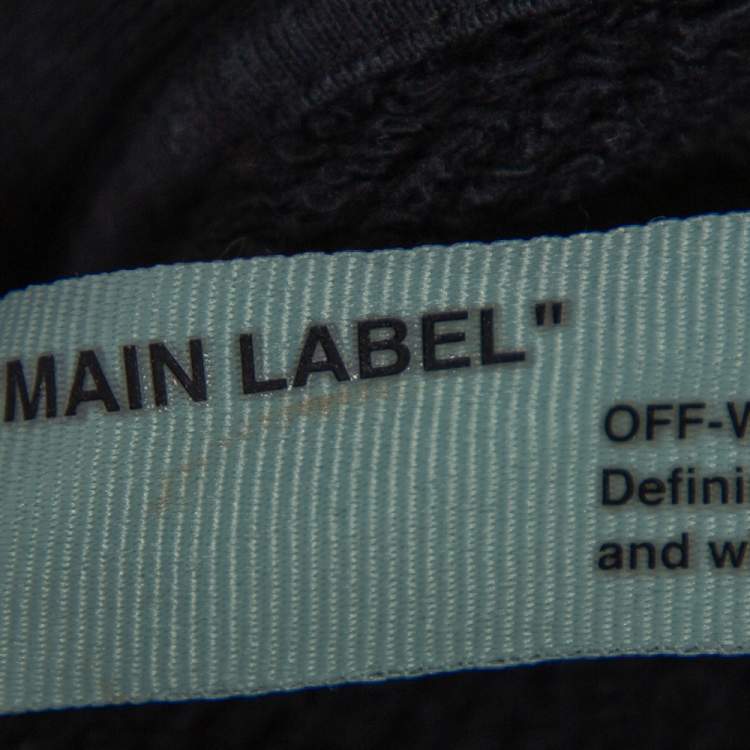 MAIN LABEL"
OFF-W
Defini
and w